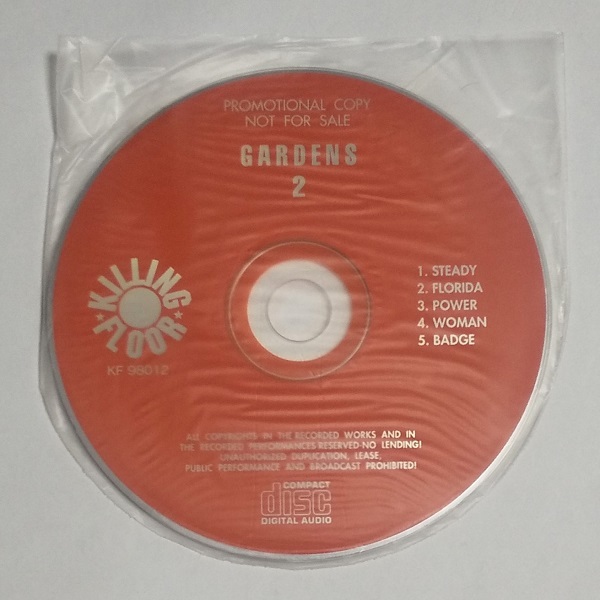 PROMOTIONAL COPY
NOT FOR SALE
GARDENS
2
KILLING
FLOOR
KF 98012
1. STEADY
2. FLORIDA
3. POWER
4. WOMAN
5. BADGE
ALL COPYRIGHTS IN THE RECORDED WORKS AND IN
THE RECORDED PERFORMANCES RESERVED·NO LENDING!
UNAUTHORIZED DUPLICATION, LEASE,
PUBLIC PERFORMANCE AND BROADCAST PROHIBITED!
COMPACT
disc
DIGITAL AUDIO